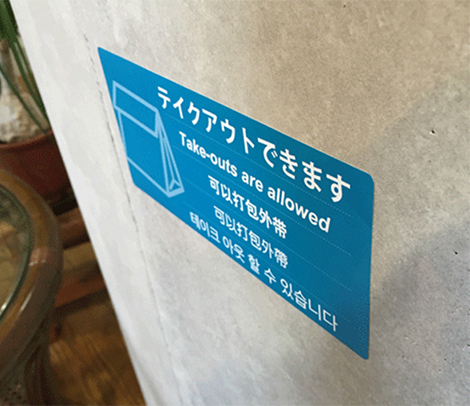 テイクアウトできます
Take-outs are allowed
可以打包外带
可以打包外帶
테이크 아웃 할 수 있습니다